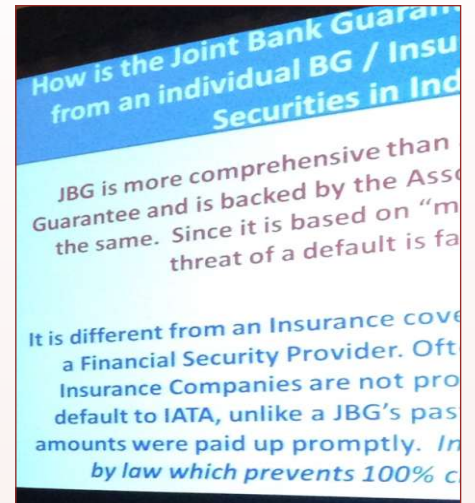 How is the Joint Bank Guaran
from an individual BG / Insu
Securities in Ind
JBG is more comprehensive than
Guarantee and is backed by the Asso
the same. Since it is based on “m
threat of a default is fa
It is different from an Insurance cove
a Financial Security Provider. Oft
Insurance Companies are not pro
default to IATA, unlike a JBG’s pas
amounts were paid up promptly. In
by law which prevents 100% c